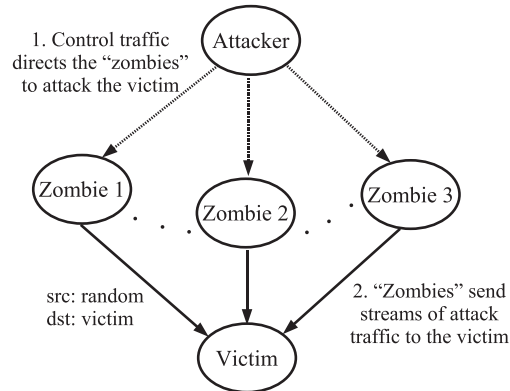 Attacker
1. Control traffic
directs the “zombies”
to attack the victim
Zombie 1
Zombie 2
Zombie 3
src: random
dst: victim
2. “Zombies” send
streams of attack
traffic to the victim
Victim